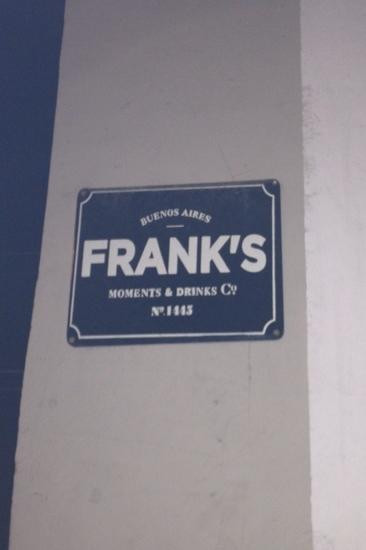 BUENOS AIRES
FRANK'S
MOMENTS & DRINKS Cº
Nº. 1445